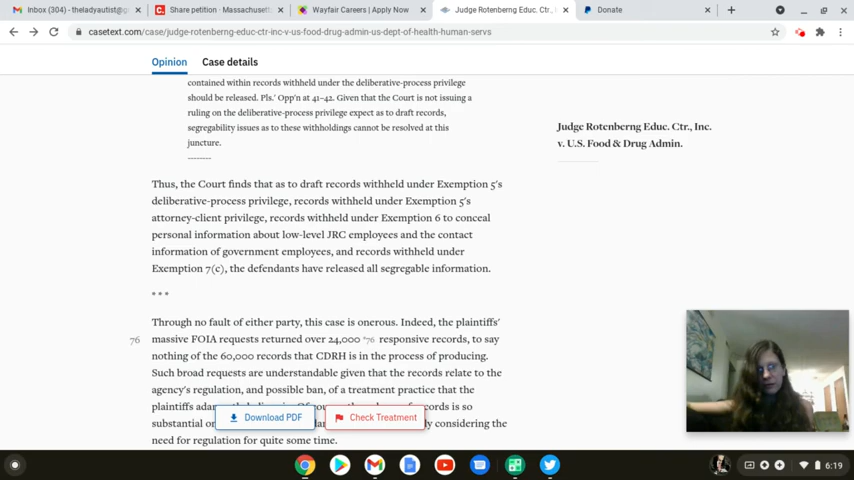 Inbox (304) - theladyautist@g
Share petition · Massachuset
Wayfair Careers | Apply Now
Judge Rotenberng Educ. Ctr., I
Donate
casetext.com/case/judge-rotenberng-educ-ctr-inc-v-us-food-drug-admin-us-dept-of-health-human-servs
Opinion
Case details
contained within records withheld under the deliberative-process privilege
should be released. Pls.' Opp'n at 41–42. Given that the Court is not issuing a
ruling on the deliberative-process privilege expect as to draft records,
segregability issues as to these withholdings cannot be resolved at this
juncture.
--------
Judge Rotenberng Educ. Ctr., Inc.
v. U.S. Food & Drug Admin.
Thus, the Court finds that as to draft records withheld under Exemption 5's
deliberative-process privilege, records withheld under Exemption 5's
attorney-client privilege, records withheld under Exemption 6 to conceal
personal information about low-level JRC employees and the contact
information of government employees, and records withheld under
Exemption 7(c), the defendants have released all segregable information.
* * *
Through no fault of either party, this case is onerous. Indeed, the plaintiffs'
76 massive FOIA requests returned over 24,000 *76 responsive records, to say
nothing of the 60,000 records that CDRH is in the process of producing.
Such broad requests are understandable given that the records relate to the
agency's regulation, and possible ban, of a treatment practice that the
plaintiffs
records is so
substantial
ly considering the
need for regulation for quite some time.
Download PDF
Check Treatment
6:19